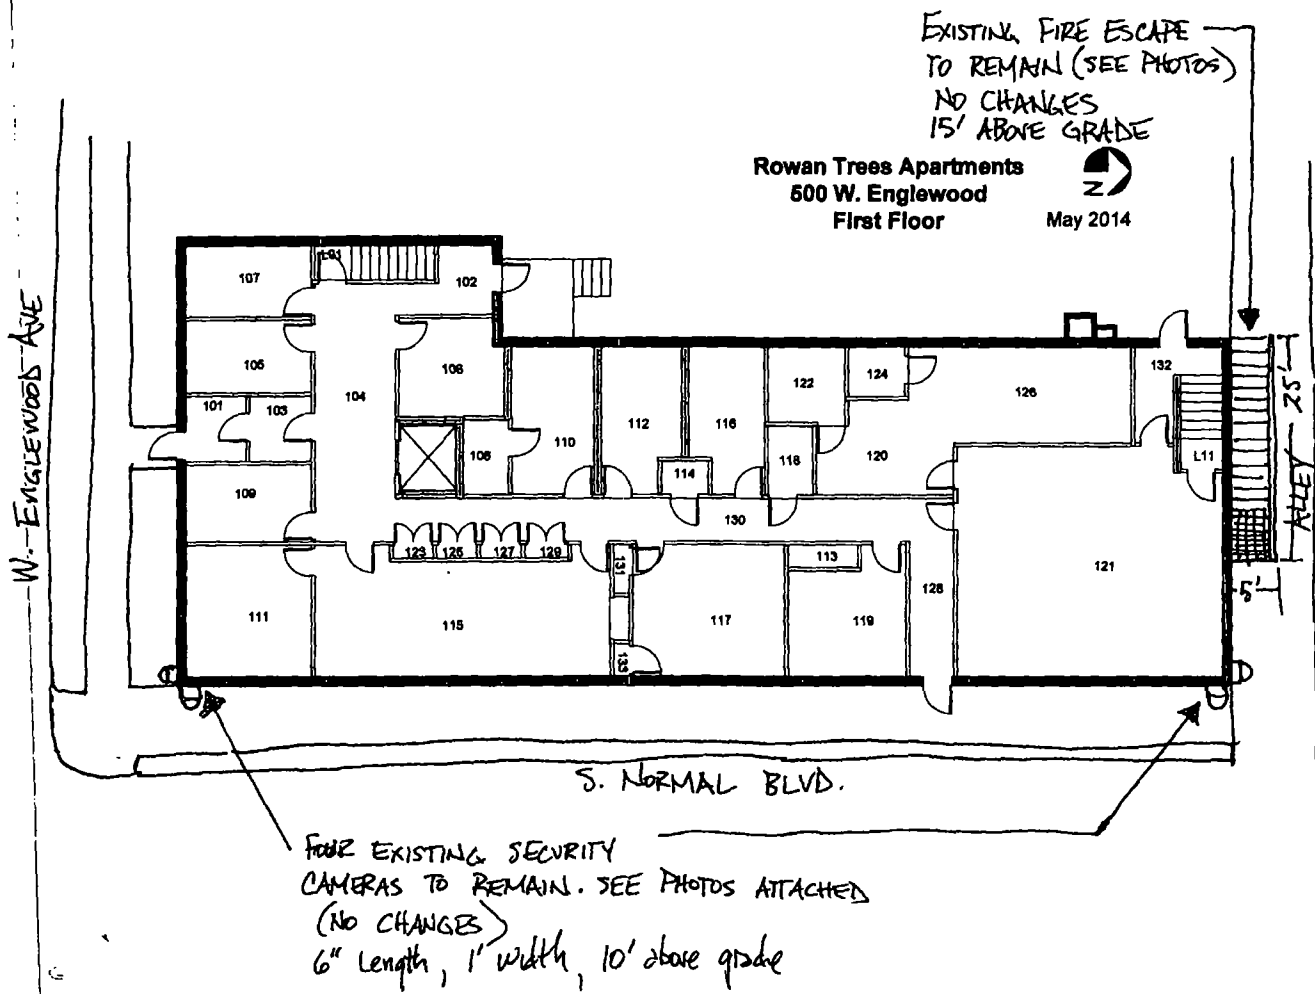 EXISTING FIRE ESCAPE
TO REMAIN (SEE PHOTOS)
NO CHANGES
15' ABOVE GRADE
Rowan Trees Apartments
500 W. Englewood
First Floor
N
May 2014
107
L01
102
105
106
104
101
103
108
110
112
114
116
118
122
124
120
126
132
L11
109
130
123
125
127
129
131
133
113
111
115
117
119
128
121
25'
ALLEY
5'
W. ENGLEWOOD AVE
S. NORMAL BLVD.
FOUR EXISTING SECURITY
CAMERAS TO REMAIN. SEE PHOTOS ATTACHED
(NO CHANGES)
6" Length, 1' width, 10' above grade